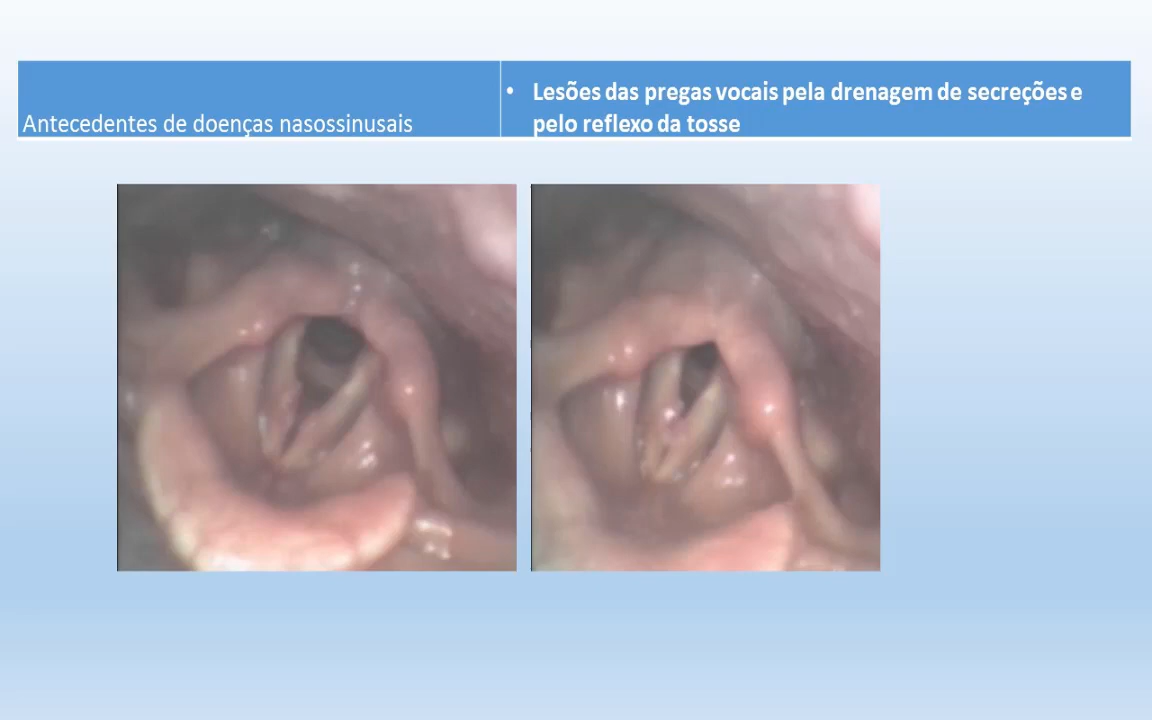 Antecedentes de doenças nasossinusais
• Lesões das pregas vocais pela drenagem de secreções e
pelo reflexo da tosse